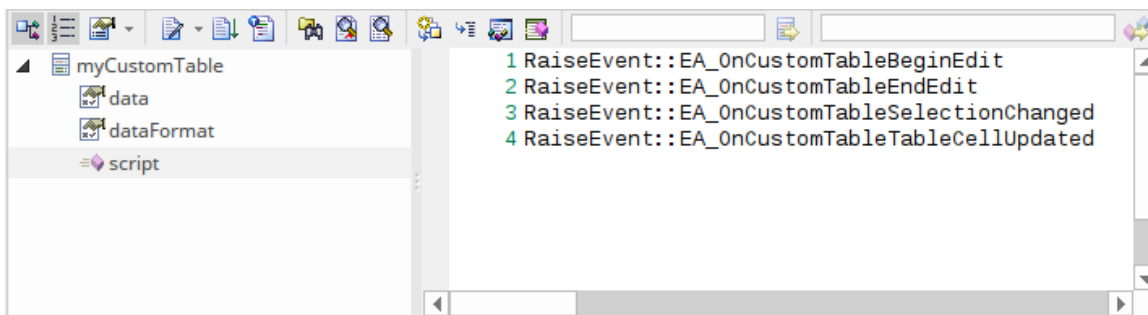 myCustomTable
data
dataFormat
script
1 RaiseEvent::EA_OnCustomTableBeginEdit
2 RaiseEvent::EA_OnCustomTableEndEdit
3 RaiseEvent::EA_OnCustomTableSelectionChanged
4 RaiseEvent::EA_OnCustomTableTableCellUpdated